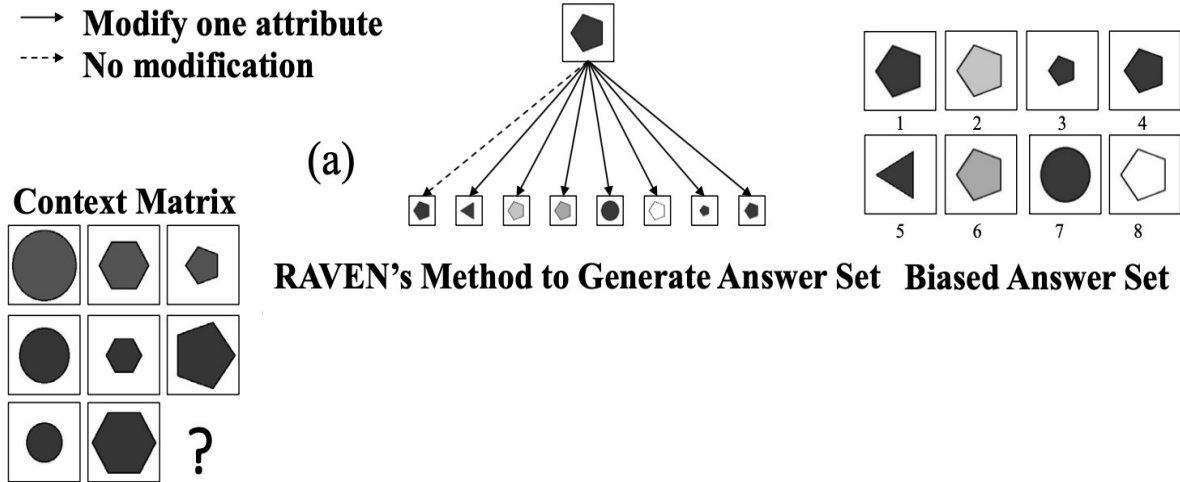 Modify one attribute
No modification
(a)
1 2 3 4
5 6 7 8
Context Matrix
?
RAVEN's Method to Generate Answer Set
Biased Answer Set